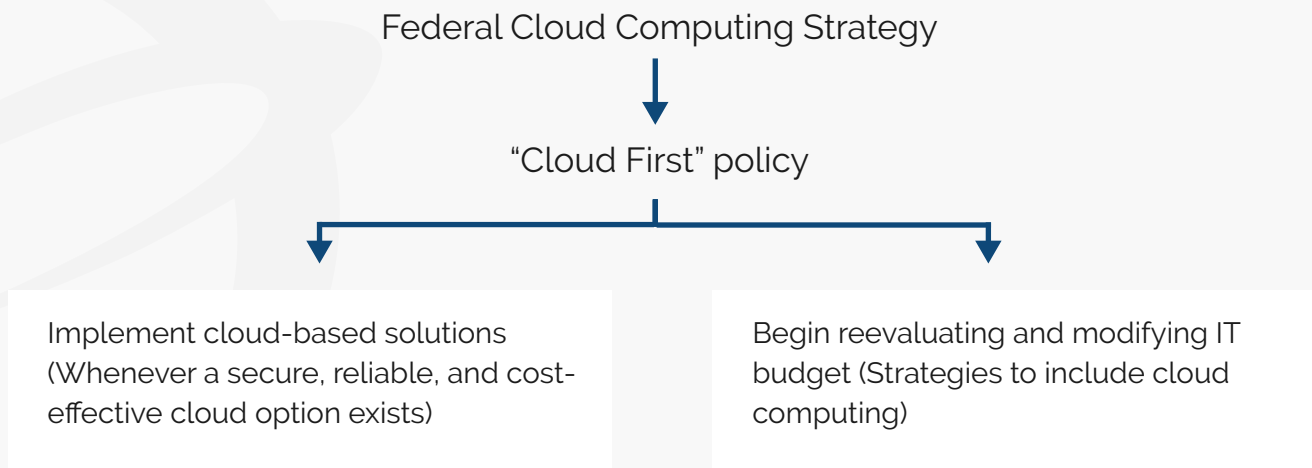 Federal Cloud Computing Strategy
“Cloud First” policy
Implement cloud-based solutions
(Whenever a secure, reliable, and cost-
effective cloud option exists)
Begin reevaluating and modifying IT
budget (Strategies to include cloud
computing)